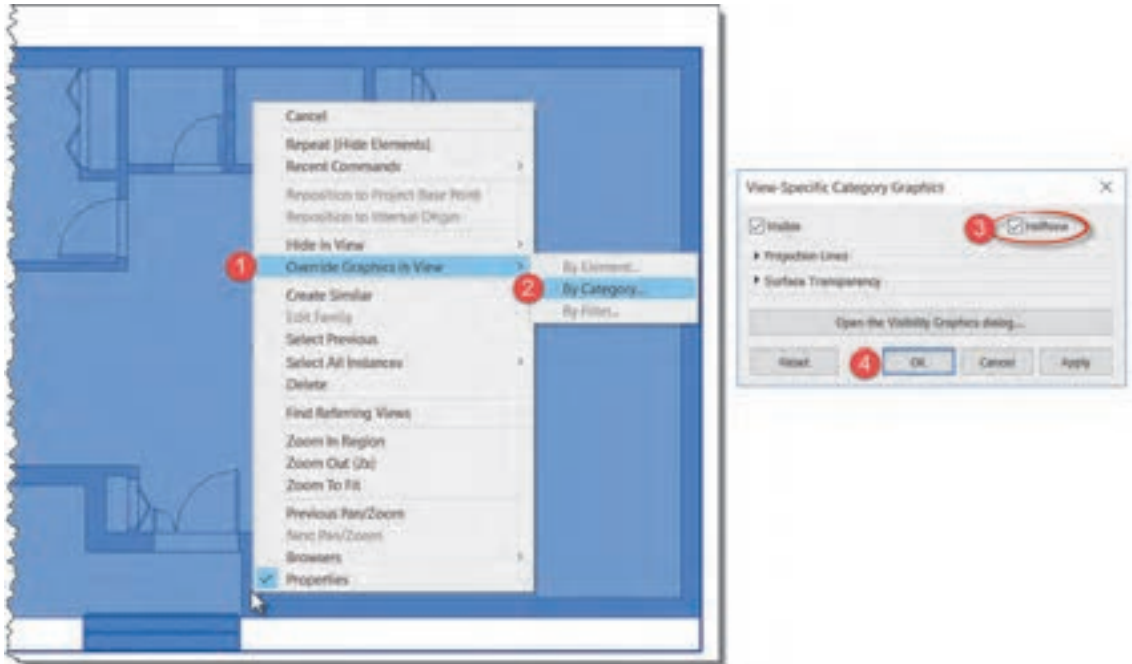 Cancel
Repeat [Hide Elements]
Recent Commands
Reposition to Project Base Point
Reposition to Internal Origin
Hide in View
1
Override Graphics in View
By Element...
2
By Category...
By Filter...
Create Similar
Edit Family
Select Previous
Select All Instances
Delete
Find Referring Views
Zoom In Region
Zoom Out (2x)
Zoom To Fit
Previous Pan/Zoom
Next Pan/Zoom
Browsers
Properties
View-Specific Category Graphics
Visible
3
Halftone
Projection Lines
Surface Transparency
Open the Visibility Graphics dialog...
Reset
4
OK
Cancel
Apply